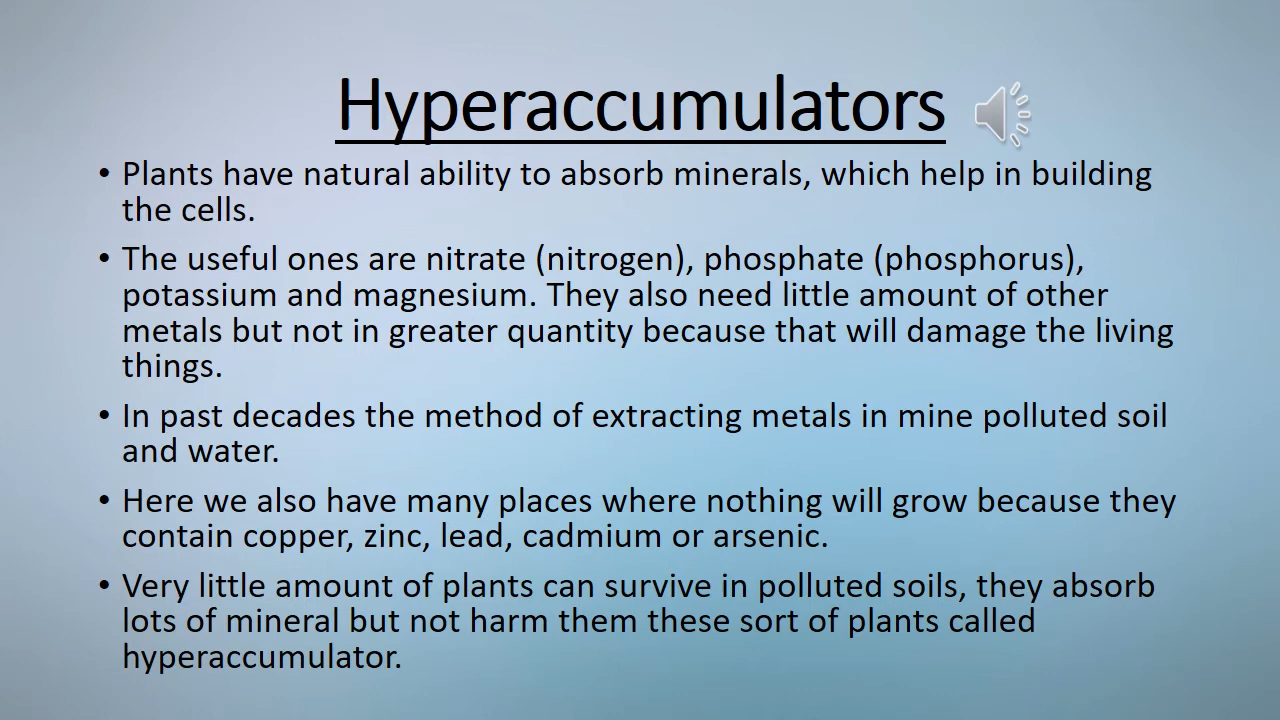 Hyperaccumulators
• Plants have natural ability to absorb minerals, which help in building
the cells.
• The useful ones are nitrate (nitrogen), phosphate (phosphorus),
potassium and magnesium. They also need little amount of other
metals but not in greater quantity because that will damage the living
things.
• In past decades the method of extracting metals in mine polluted soil
and water.
• Here we also have many places where nothing will grow because they
contain copper, zinc, lead, cadmium or arsenic.
• Very little amount of plants can survive in polluted soils, they absorb
lots of mineral but not harm them these sort of plants called
hyperaccumulator.